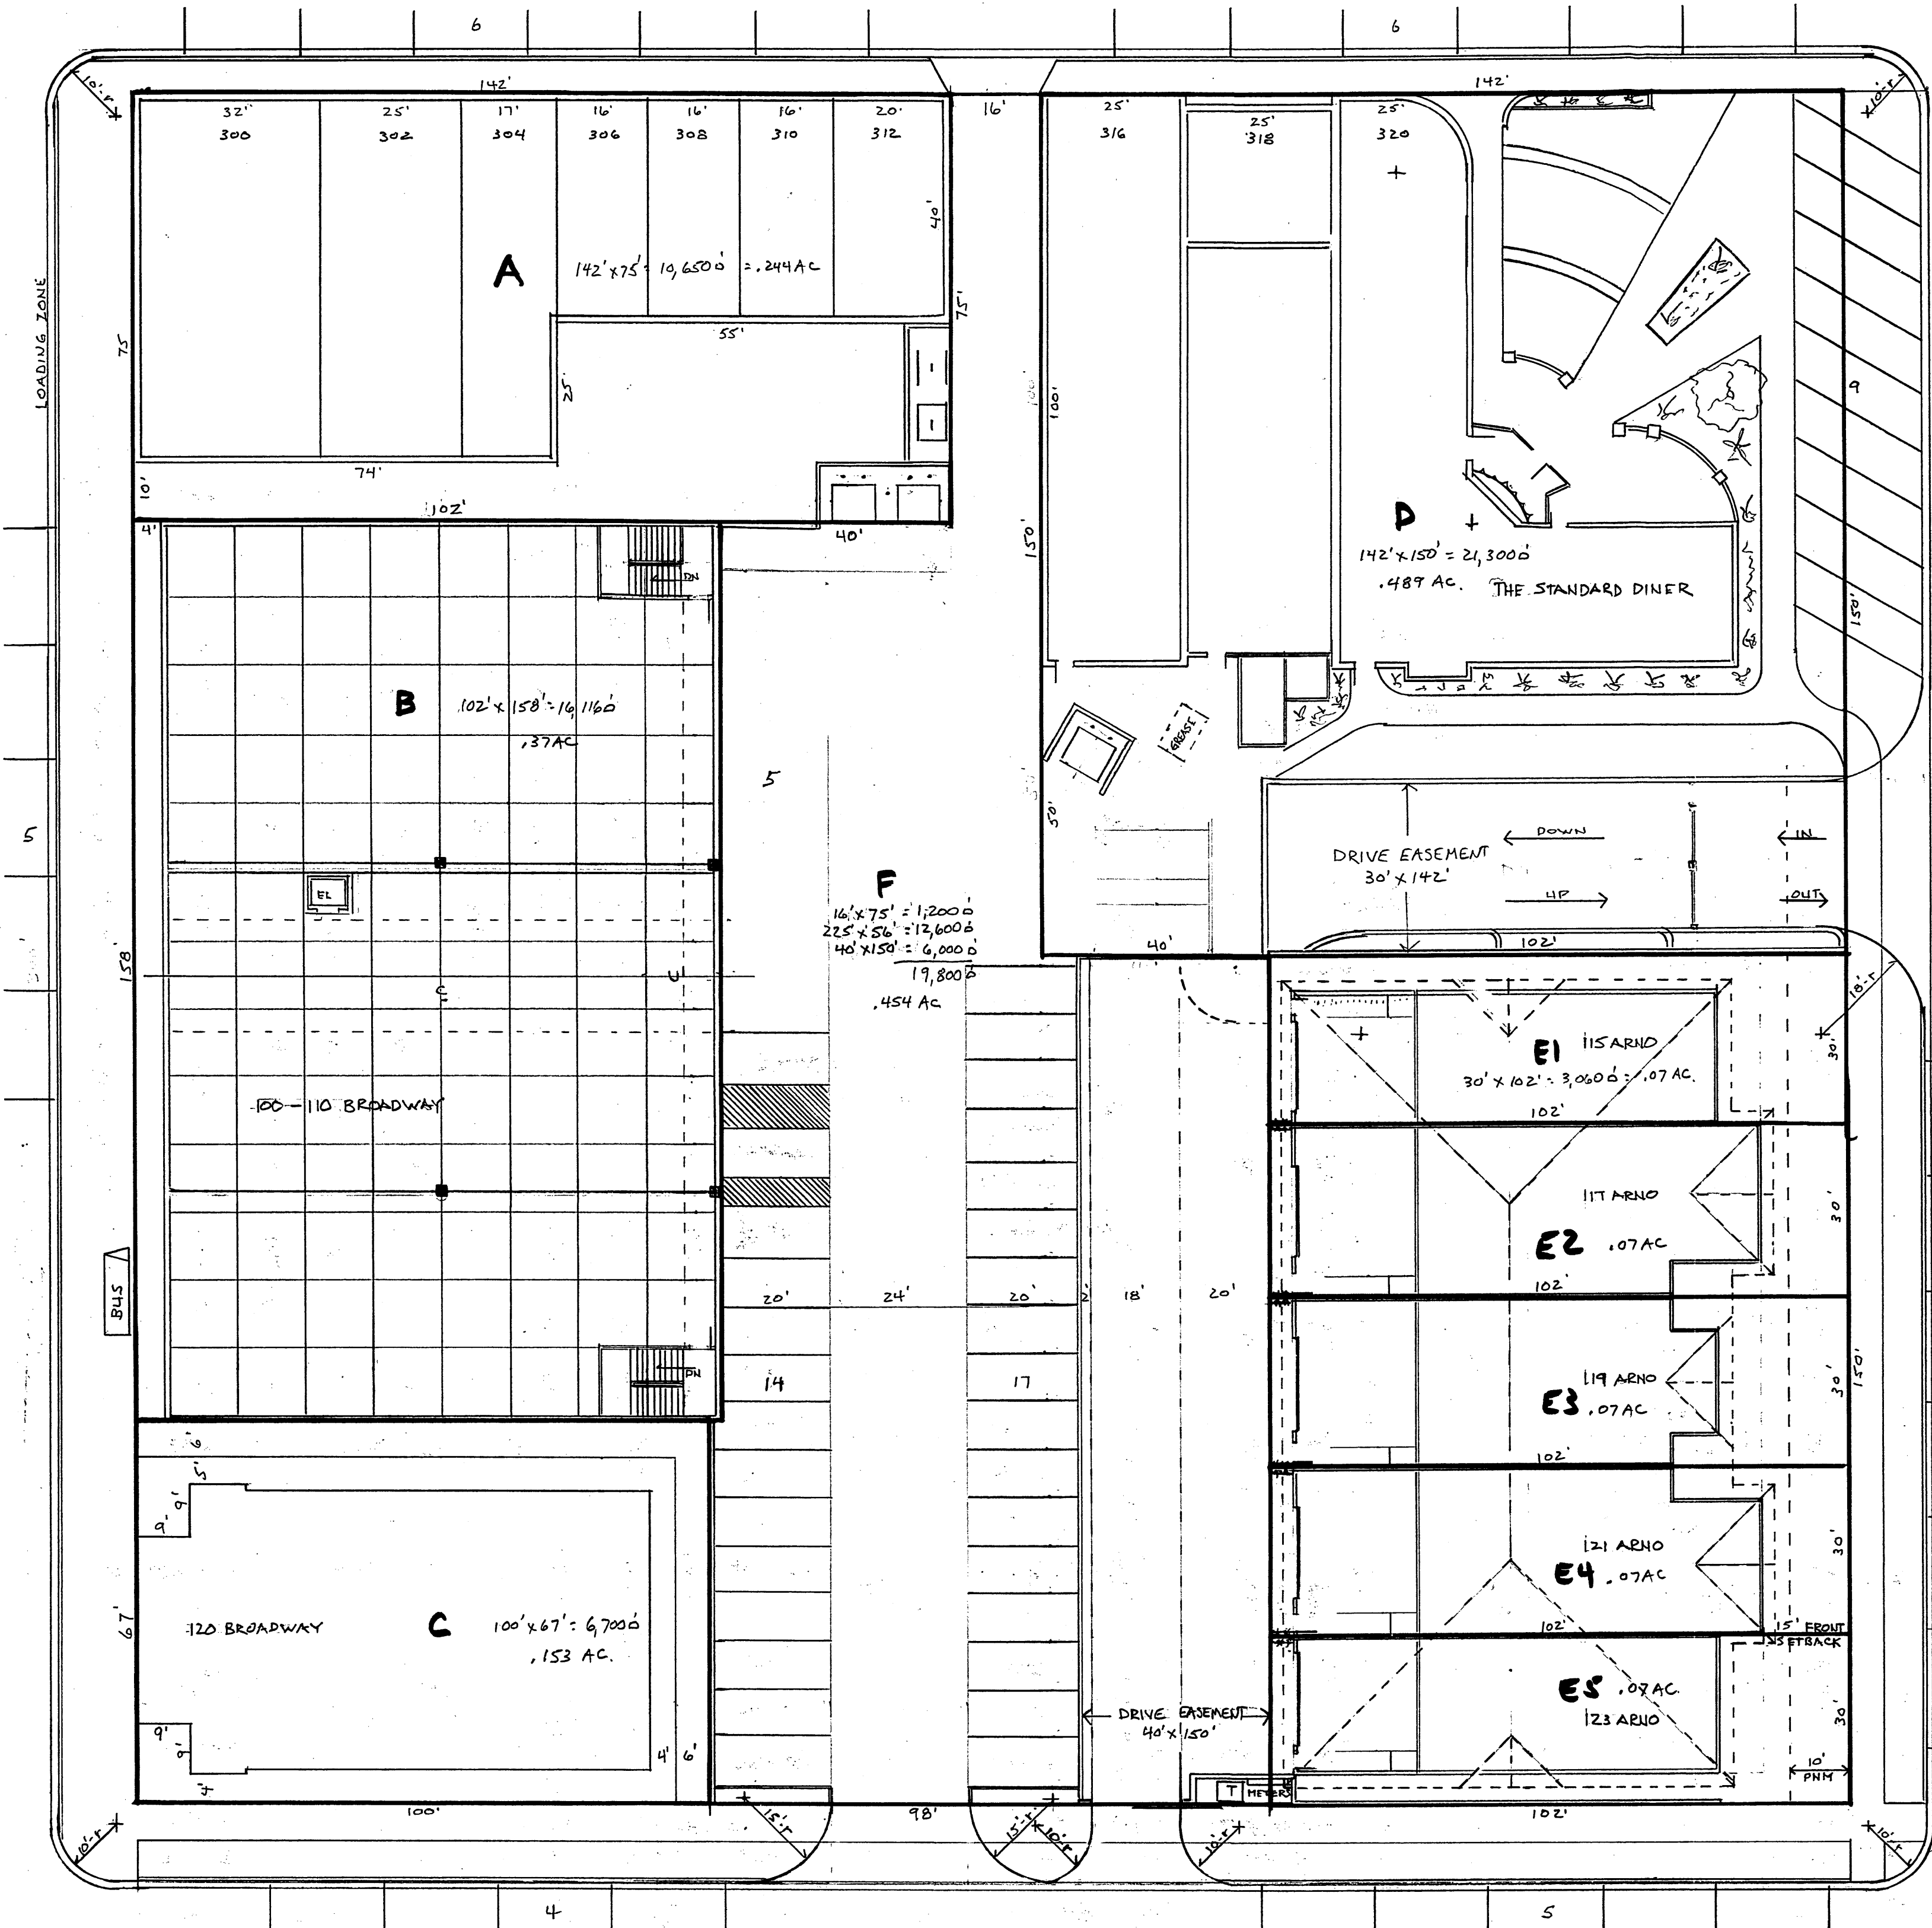 6
6
10'-r
142'
142'
10'-r
32'
25'
17'
16'
16'
16'
20'
16'
25'
25'
25'
300
302
304
306
308
310
312
316
318
320
LOADING ZONE
75'
40'
A
142'x75' = 10,650 = .244 AC
75'
55'
25'
74'
10'
102'
4'
40'
100'
150'
9
D
142'x150' = 21,300
.489 AC. THE STANDARD DINER
150'
DN
B
102' x 158' = 16,116
.37AC
5
GREASE
50'
5
EL
F
16' x 75' = 1,200
225' x 56' = 12,600
40' x 150' = 6,000
19,800
.454 AC
DRIVE EASEMENT
30' X 142'
DOWN
IN
UP
OUT
40'
102'
158'
18'-r
E1
115 ARNO
30' X 102' = 3,060 = .07 AC.
30'
102'
100-110 BROADWAY
117 ARNO
E2 .07 AC
30'
102'
BUS
20'
24'
20'
2'
18'
20'
DN
14
17
119 ARNO
E3 .07 AC
30'
150'
102'
6'
5'
9'
9'
121 ARNO
E4 .07AC
30'
102'
15' FRONT
SETBACK
67'
120 BROADWAY
C
100' x 67' = 6,700
.153 AC.
E5 .07 AC.
123 ARNO
30'
DRIVE EASEMENT
40' X 150'
9'
9'
4'
6'
10'
PNM
T
METERS
100'
98'
102'
10'-r
15'-r
15'-r
10'-r
10'-r
10'-r
4
5